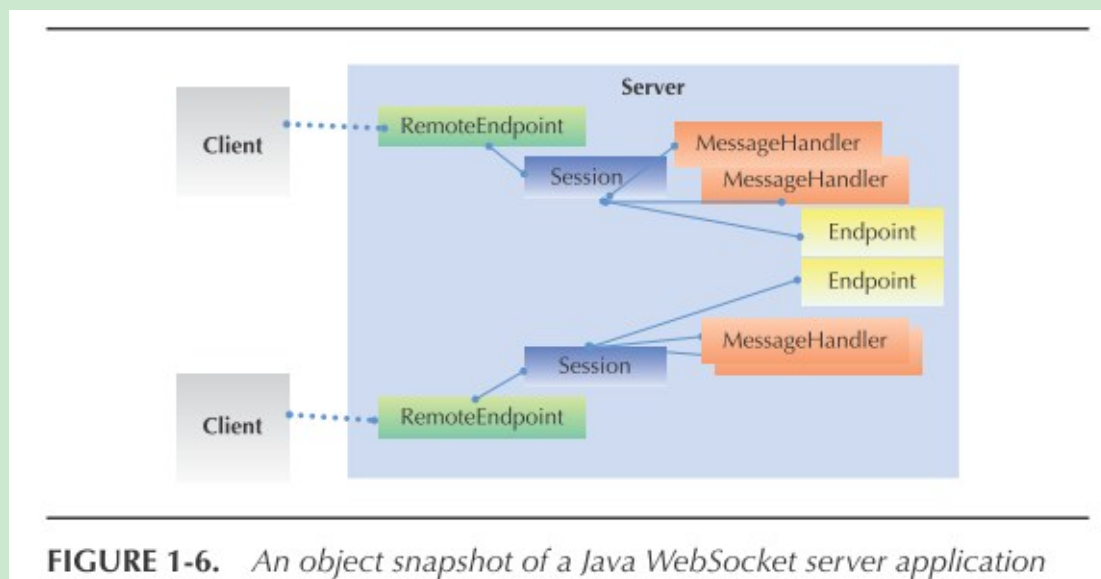 Server
Client
RemoteEndpoint
MessageHandler
Session
MessageHandler
Endpoint
Endpoint
MessageHandler
Session
Client
RemoteEndpoint
FIGURE 1-6. An object snapshot of a Java WebSocket server application